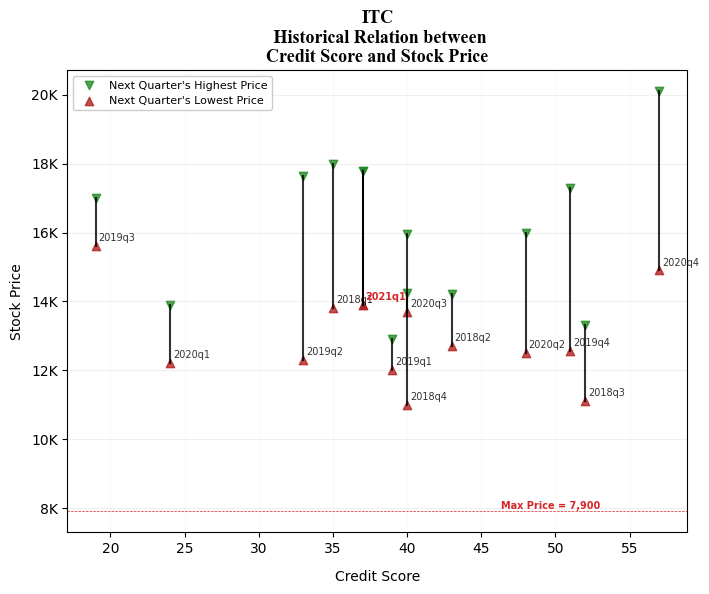 ITC
Historical Relation between
Credit Score and Stock Price
Next Quarter's Highest Price
Next Quarter's Lowest Price
20K
18K
16K
14K
12K
10K
8K
Stock Price
2019q3
2020q1
2019q2
2018q1
2021q1
2019q1
2020q3
2018q4
2018q2
2020q2
2019q4
2018q3
2020q4
Max Price = 7,900
20 25 30 35 40 45 50 55
Credit Score